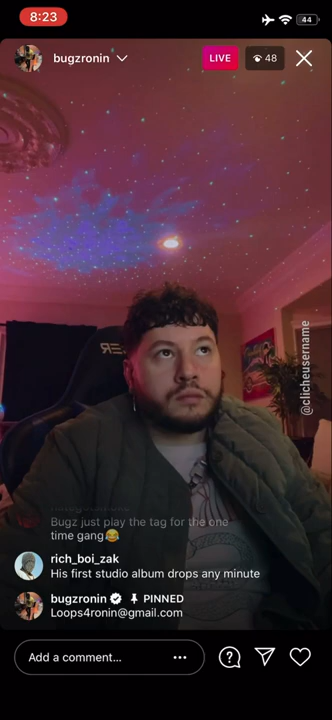 8:23
44
bugzronin
LIVE
48
@clicheusername
Bugz just play the tag for the one
time gang😂
rich_boi_zak
His first studio album drops any minute
bugzronin PINNED
Loops4ronin@gmail.com
Add a comment...